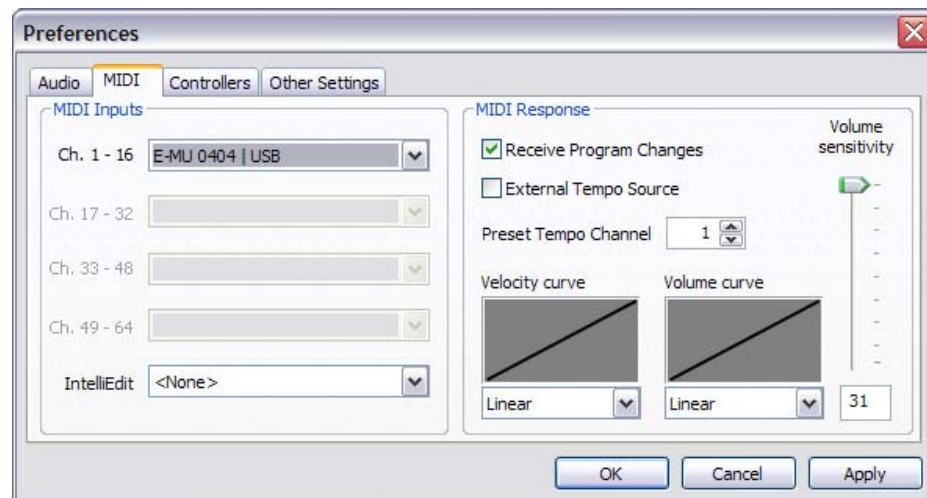 Preferences
Audio
MIDI
Controllers
Other Settings
MIDI Inputs
Ch. 1 - 16
E-MU 0404 | USB
Ch. 17 - 32
Ch. 33 - 48
Ch. 49 - 64
IntelliEdit
<None>
MIDI Response
Receive Program Changes
External Tempo Source
Preset Tempo Channel
1
Velocity curve
Linear
Volume curve
Linear
Volume
sensitivity
31
OK
Cancel
Apply